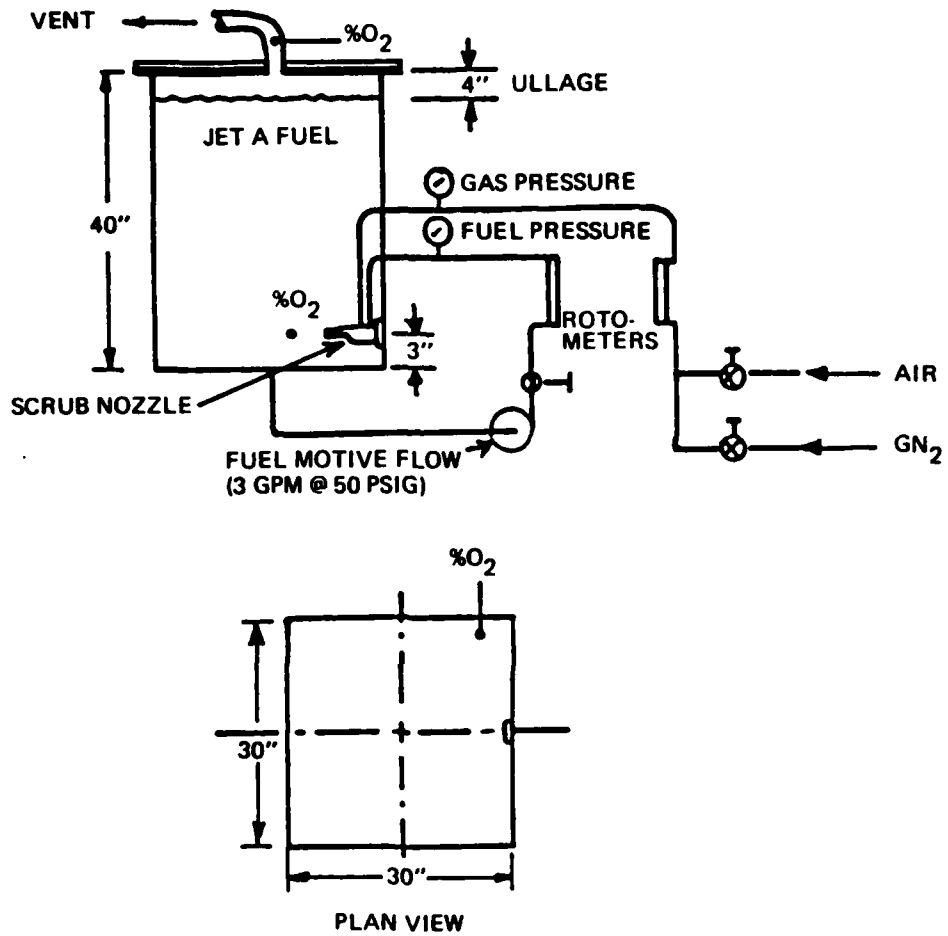 VENT
%O2
4"
ULLAGE
JET A FUEL
GAS PRESSURE
40"
FUEL PRESSURE
%O2
ROTO-
METERS
3"
AIR
SCRUB NOZZLE
GN2
FUEL MOTIVE FLOW
(3 GPM @ 50 PSIG)
%O2
30"
30"
PLAN VIEW